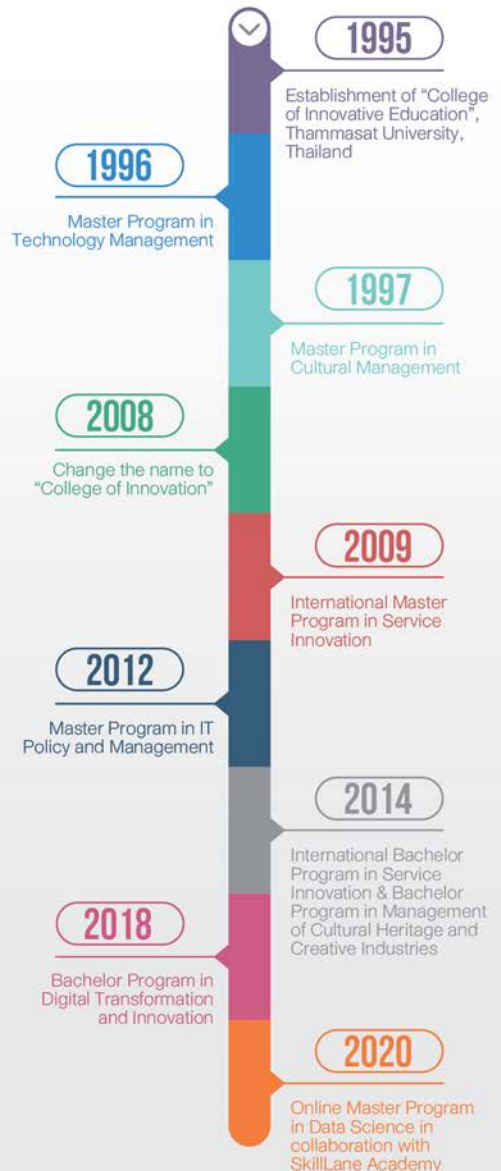 1995
Establishment of “College
of Innovative Education”,
Thammasat University,
Thailand
1996
Master Program in
Technology Management
1997
Master Program in
Cultural Management
2008
Change the name to
“College of Innovation”
2009
International Master
Program in Service
Innovation
2012
Master Program in IT
Policy and Management
2014
International Bachelor
Program in Service
Innovation & Bachelor
Program in Management
of Cultural Heritage and
Creative Industries
2018
Bachelor Program in
Digital Transformation
and Innovation
2020
Online Master Program
in Data Science in
collaboration with
SkillLane Academy